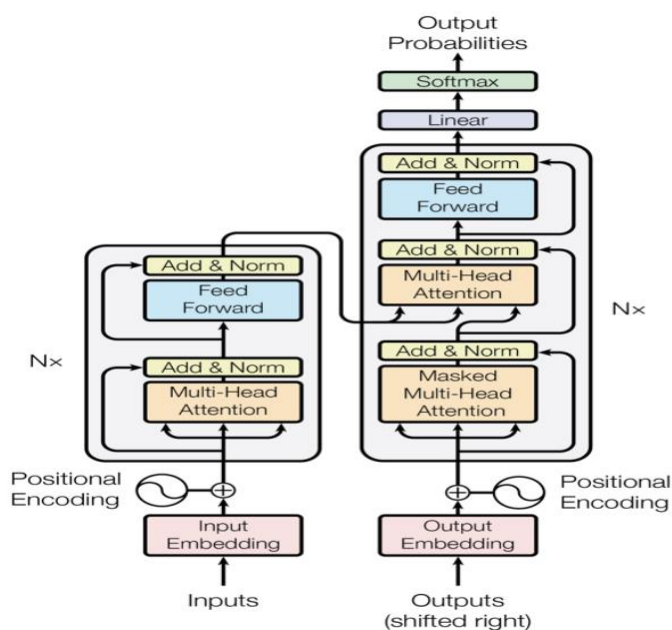 Output
Probabilities
Softmax
Linear
Add & Norm
Feed
Forward
Add & Norm
Multi-Head
Attention
Nx
Add & Norm
Masked
Multi-Head
Attention
Add & Norm
Feed
Forward
Nx
Add & Norm
Multi-Head
Attention
Positional
Encoding
Positional
Encoding
Input
Embedding
Output
Embedding
Inputs
Outputs
(shifted right)